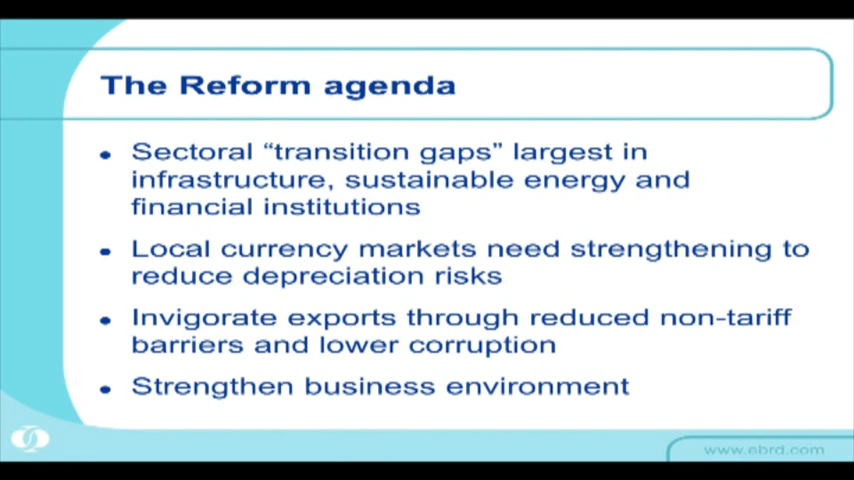 The Reform agenda
• Sectoral “transition gaps” largest in
infrastructure, sustainable energy and
financial institutions
• Local currency markets need strengthening to
reduce depreciation risks
• Invigorate exports through reduced non-tariff
barriers and lower corruption
• Strengthen business environment
www.ebrd.com